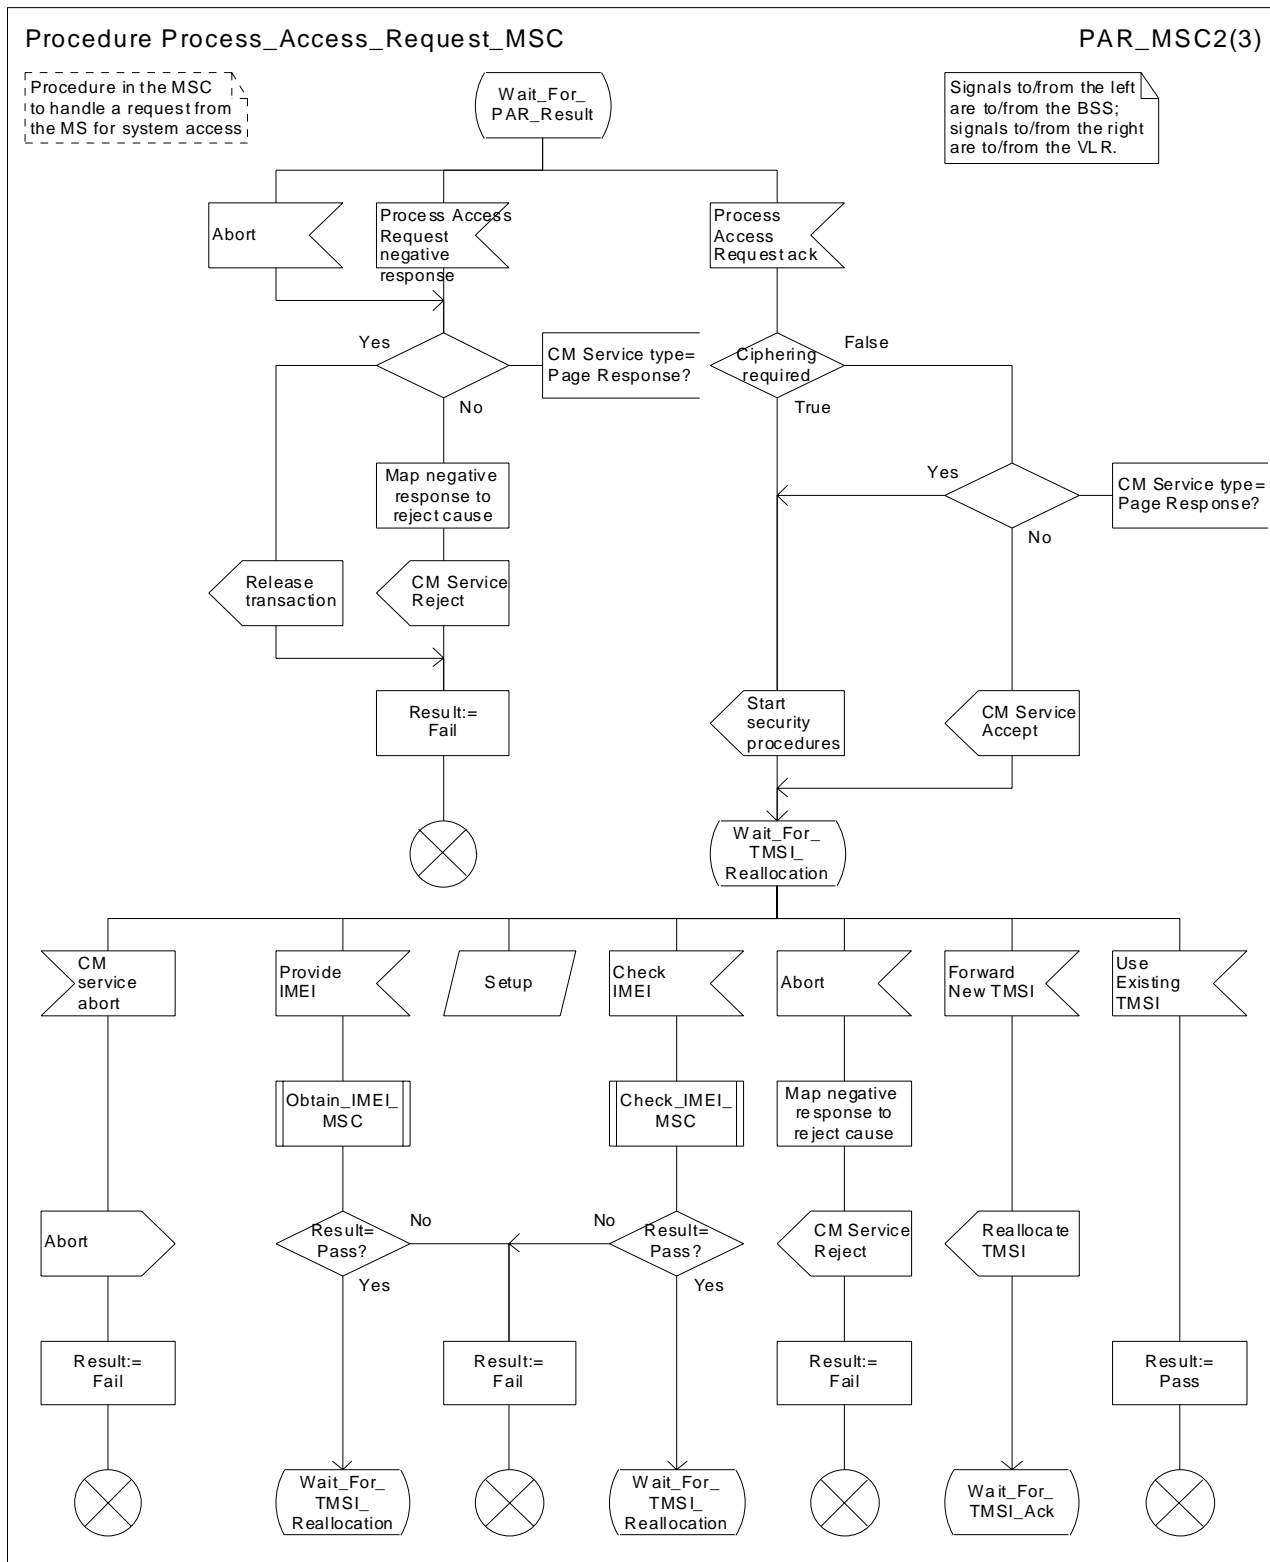 Procedure Process_Access_Request_MSC
PAR_MSC2(3)
Procedure in the MSC
to handle a request from
the MS for system access
Wait_For_
PAR_Result
Signals to/from the left
are to/from the BSS;
signals to/from the right
are to/from the VLR.
Abort
Process Access
Request
negative
response
Process
Access
Request ack
Yes
CM Service type=
Page Response?
No
Ciphering
required
False
True
Map negative
response to
reject cause
Yes
CM Service type=
Page Response?
No
Release
transaction
CM Service
Reject
Result:=
Fail
Start
security
procedures
CM Service
Accept
Wait_For_
TMSI_
Reallocation
CM
service
abort
Provide
IMEI
Setup
Check
IMEI
Abort
Forward
New TMSI
Use
Existing
TMSI
Obtain_IMEI_
MSC
Check_IMEI_
MSC
Map negative
response to
reject cause
Abort
Result=
Pass?
No
Yes
No
Result=
Pass?
Yes
CM Service
Reject
Reallocate
TMSI
Result:=
Fail
Result:=
Fail
Result:=
Fail
Result:=
Pass
Wait_For_
TMSI_
Reallocation
Wait_For_
TMSI_
Reallocation
Wait_For_
TMSI_Ack